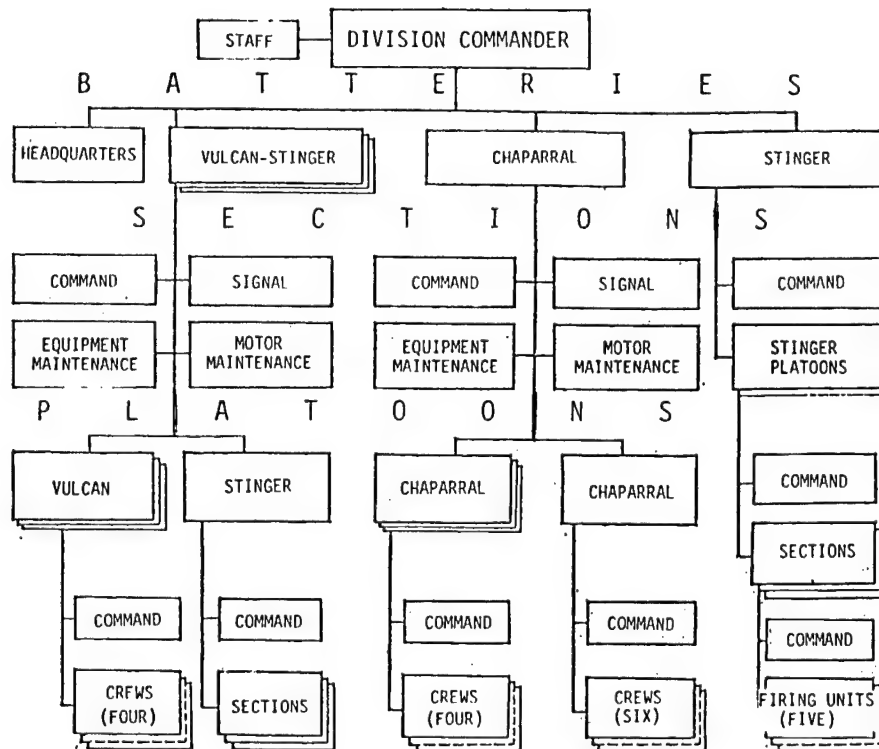 STAFF
DIVISION COMMANDER
B A T T E R I E S
HEADQUARTERS
VULCAN-STINGER
CHAPARRAL
STINGER
S E C T I O N S
COMMAND
SIGNAL
COMMAND
SIGNAL
COMMAND
EQUIPMENT
MAINTENANCE
MOTOR
MAINTENANCE
EQUIPMENT
MAINTENANCE
MOTOR
MAINTENANCE
STINGER
PLATOONS
P L A T O O N S
VULCAN
STINGER
CHAPARRAL
CHAPARRAL
COMMAND
SECTIONS
COMMAND
COMMAND
COMMAND
COMMAND
COMMAND
CREWS
(FOUR)
SECTIONS
CREWS
(FOUR)
CREWS
(SIX)
FIRING UNITS
(FIVE)